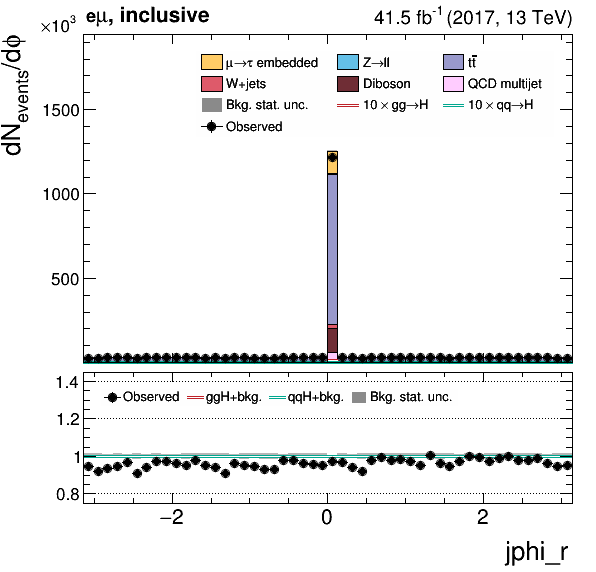 ×10³ eμ, inclusive 41.5 fb⁻¹ (2017, 13 TeV)
dN_events/dϕ
μ→τ embedded Z→ll tt̄
W+jets Diboson QCD multijet
Bkg. stat. unc. 10 × gg→H 10 × qq→H
Observed
1500
1000
500
1.4
Observed ggH+bkg. qqH+bkg. Bkg. stat. unc.
1.2
1
0.8
−2 0 2
jphi_r